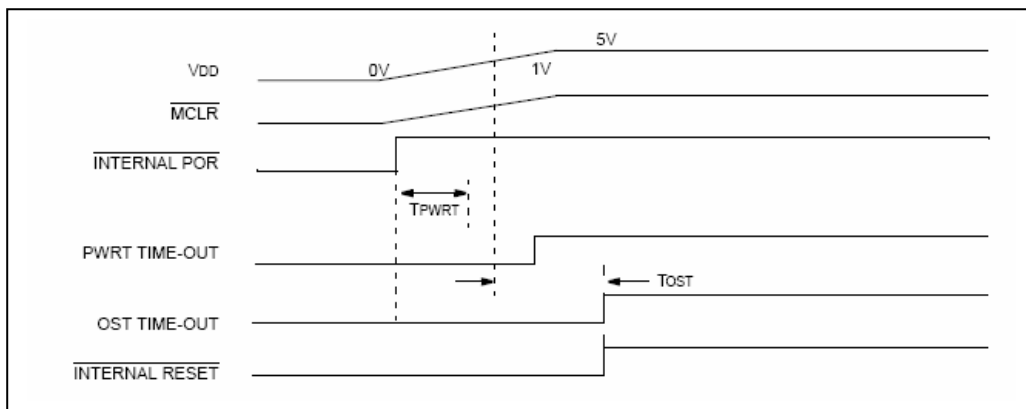 5V
VDD
0V
1V
MCLR
INTERNAL POR
TPWRT
PWRT TIME-OUT
TOST
OST TIME-OUT
INTERNAL RESET